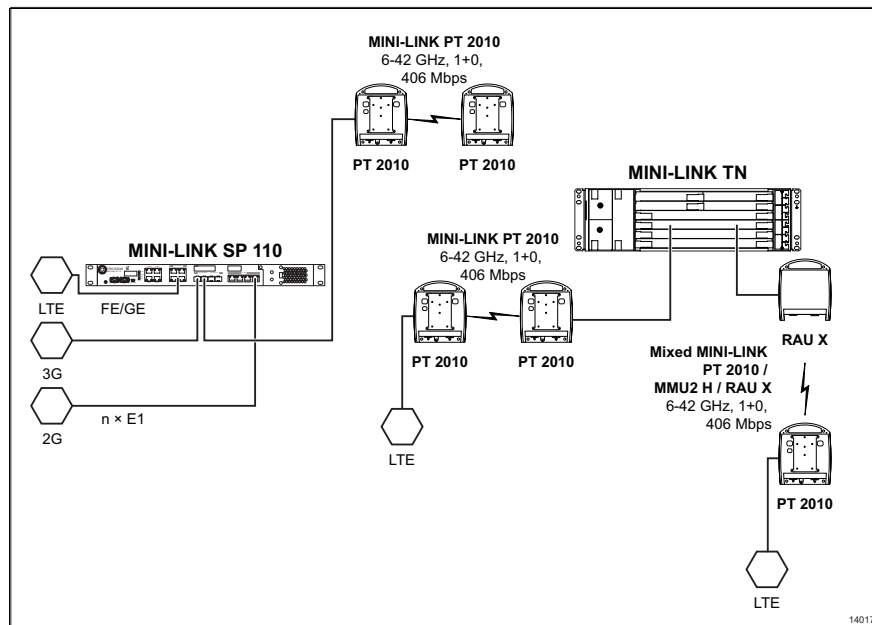 MINI-LINK PT 2010
6-42 GHz, 1+0,
406 Mbps
PT 2010
PT 2010
MINI-LINK TN
MINI-LINK SP 110
MINI-LINK PT 2010
6-42 GHz, 1+0,
406 Mbps
LTE
FE/GE
PT 2010
PT 2010
RAU X
3G
Mixed MINI-LINK
PT 2010 /
MMU2 H / RAU X
6-42 GHz, 1+0,
406 Mbps
n × E1
2G
LTE
PT 2010
LTE
14017